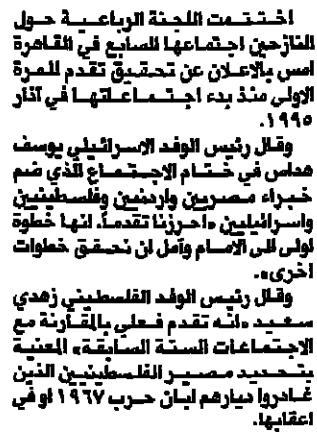 اختتمت اللجنة الرباعية حول
النازحين اجتماعها السابع في القاهرة
امس بالاعلان عن تحقيق تقدم للمرة
الاولى منذ بدء اجتماعاتها في آذار
١٩٩٥.
وقال رئيس الوفد الاسرائيلي يوسف
هداس في ختام الاجتماع الذي ضم
خبراء مصريين واردنيين وفلسطينيين
واسرائيليين «احرزنا تقدماً. انها خطوة
اولى الى الامام وآمل ان نحقق خطوات
اخرى».
وقال رئيس الوفد الفلسطيني زهدي
سعيد «انه تقدم فعلي بالمقارنة مع
الاجتماعات الستة السابقة» المعنية
بتحديد مصير الفلسطينيين الذين
غادروا ديارهم ابان حرب ١٩٦٧ او في
اعقابها.